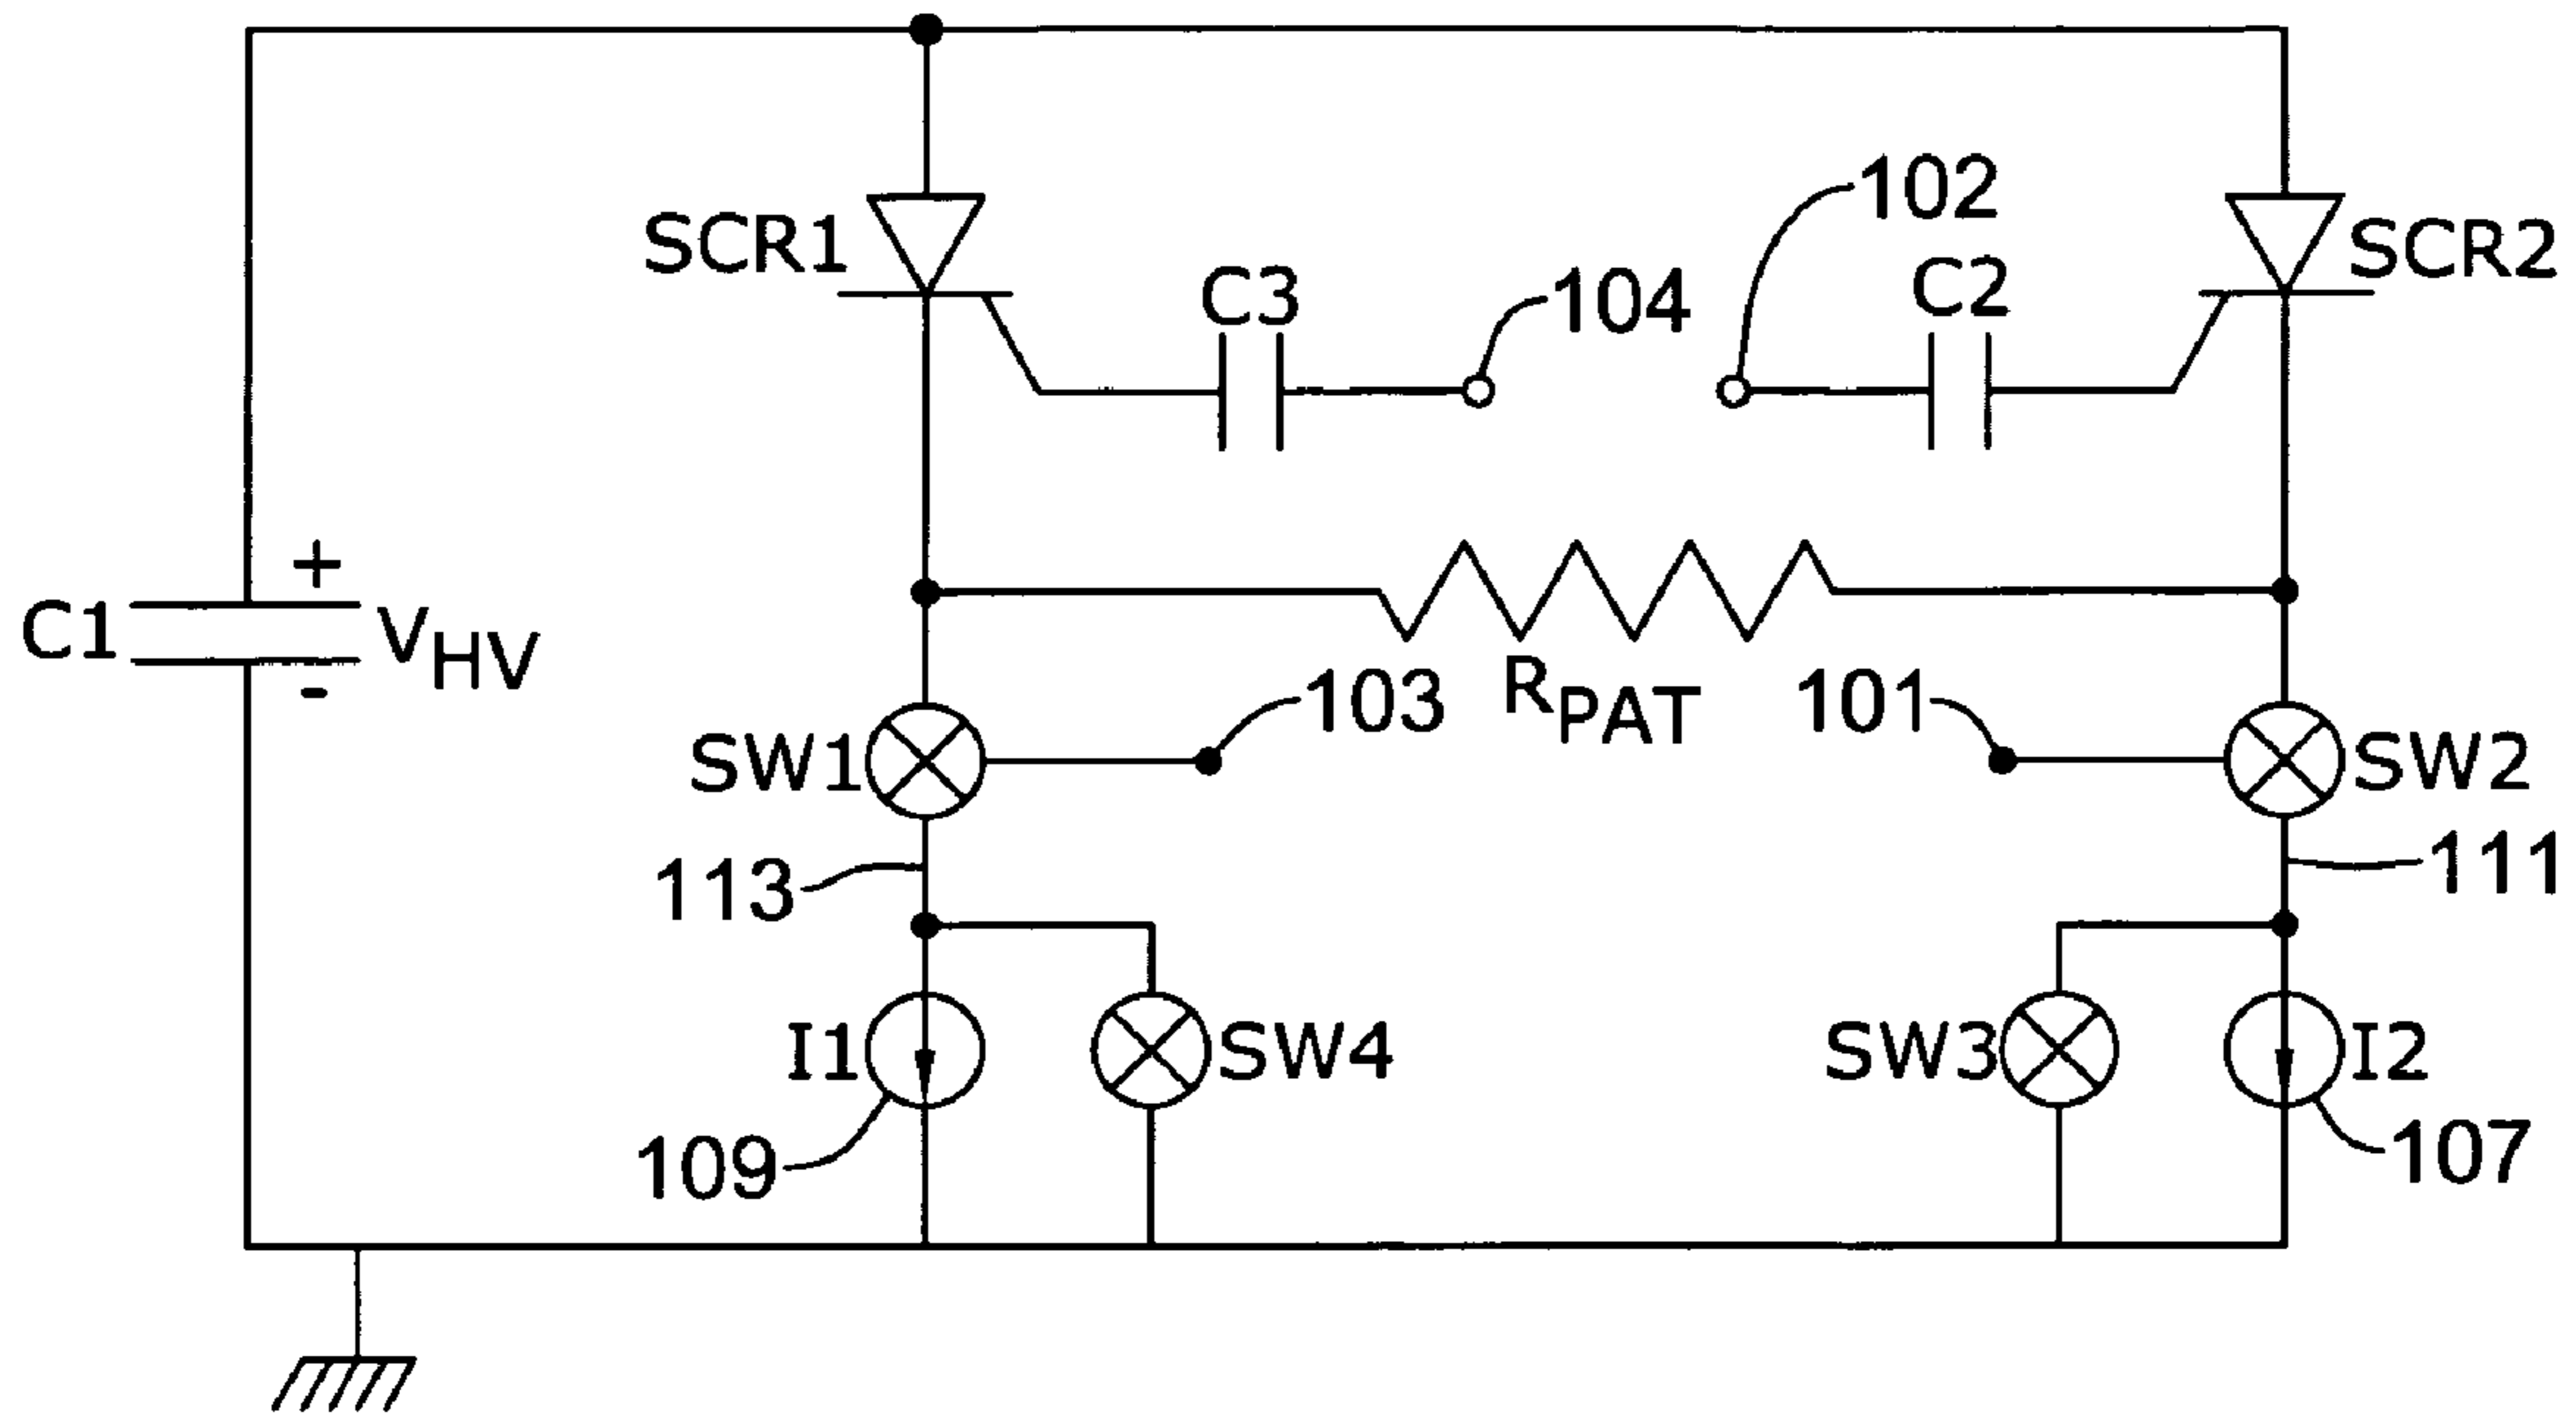 102
SCR1
SCR2
C3
104
C2
+
C1
VHV
-
RPAT
103
101
SW1
SW2
113
111
I1
SW4
SW3
I2
109
107